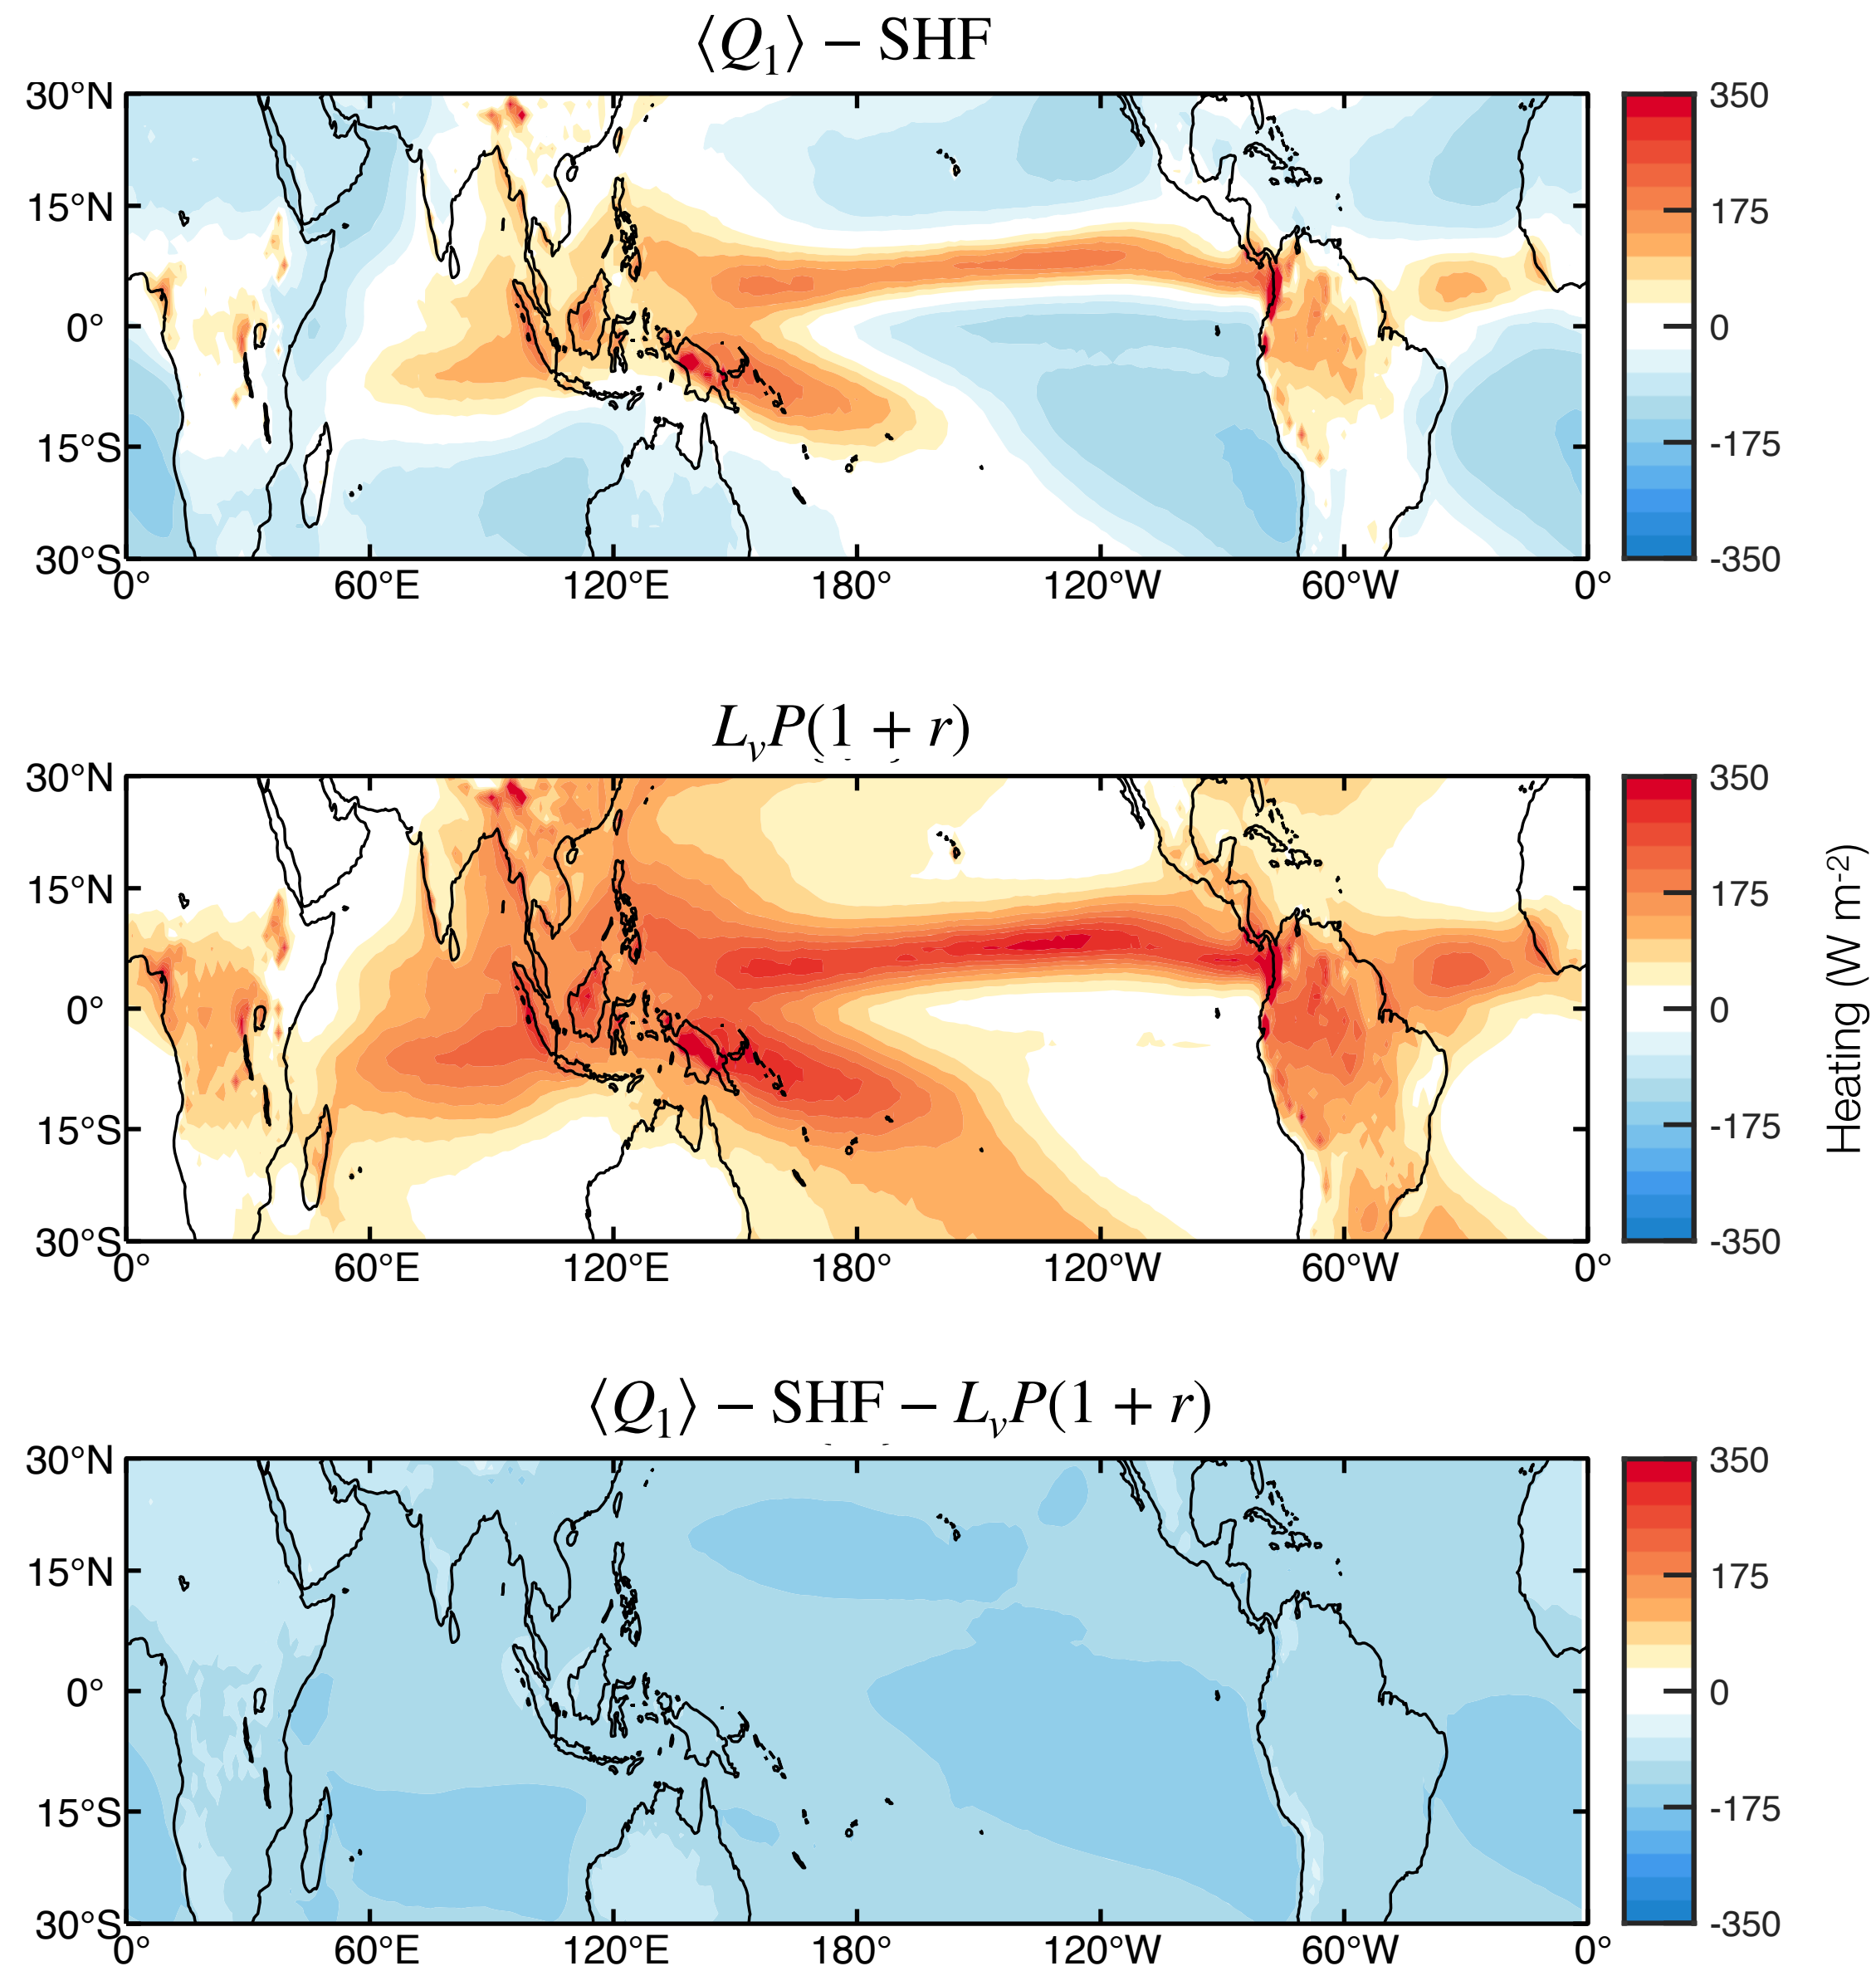 ⟨Q₁⟩ − SHF
30°N
15°N
0°
15°S
30°S
0° 60°E 120°E 180° 120°W 60°W 0°
350
175
0
-175
-350
LᵥP(1 + r)
30°N
15°N
0°
15°S
30°S
0° 60°E 120°E 180° 120°W 60°W 0°
350
175
0
-175
-350
Heating (W m⁻²)
⟨Q₁⟩ − SHF − LᵥP(1 + r)
30°N
15°N
0°
15°S
30°S
0° 60°E 120°E 180° 120°W 60°W 0°
350
175
0
-175
-350